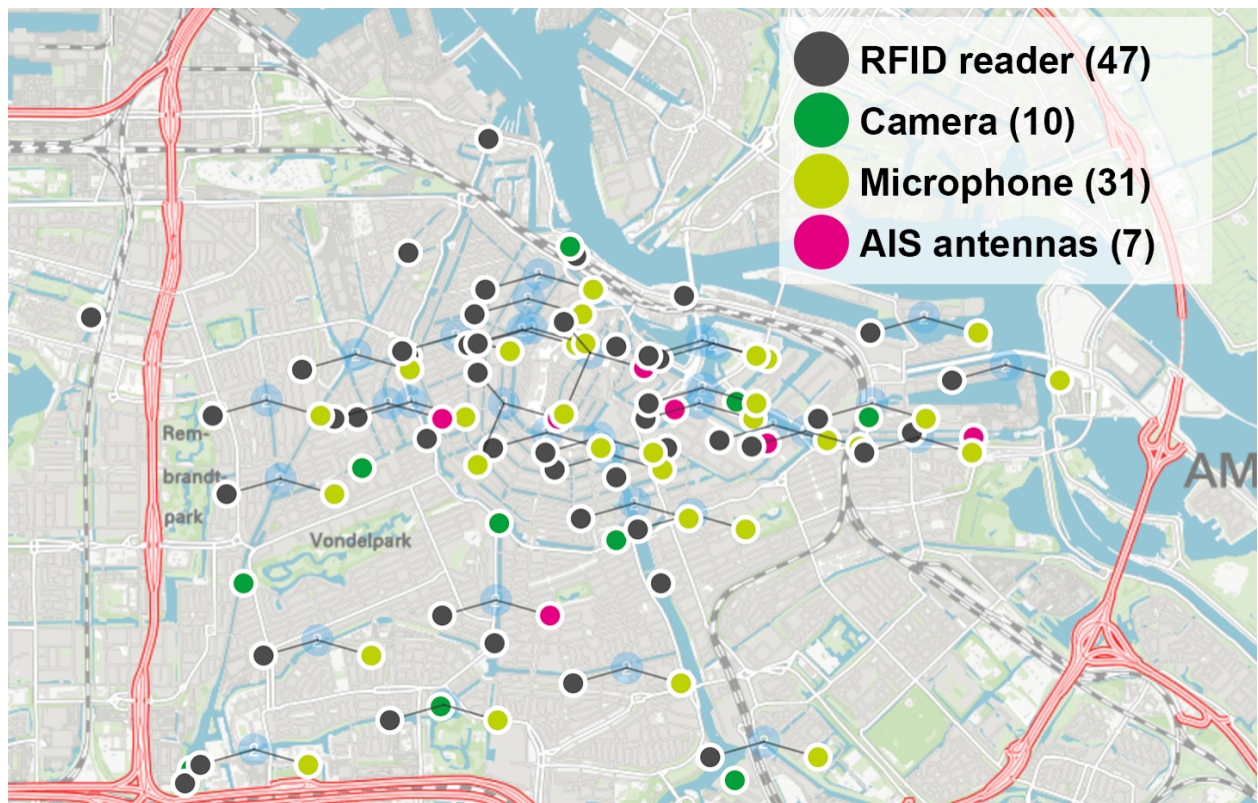 RFID reader (47)
Camera (10)
Microphone (31)
AIS antennas (7)
Rem-
brandt-
park
Vondelpark
AM